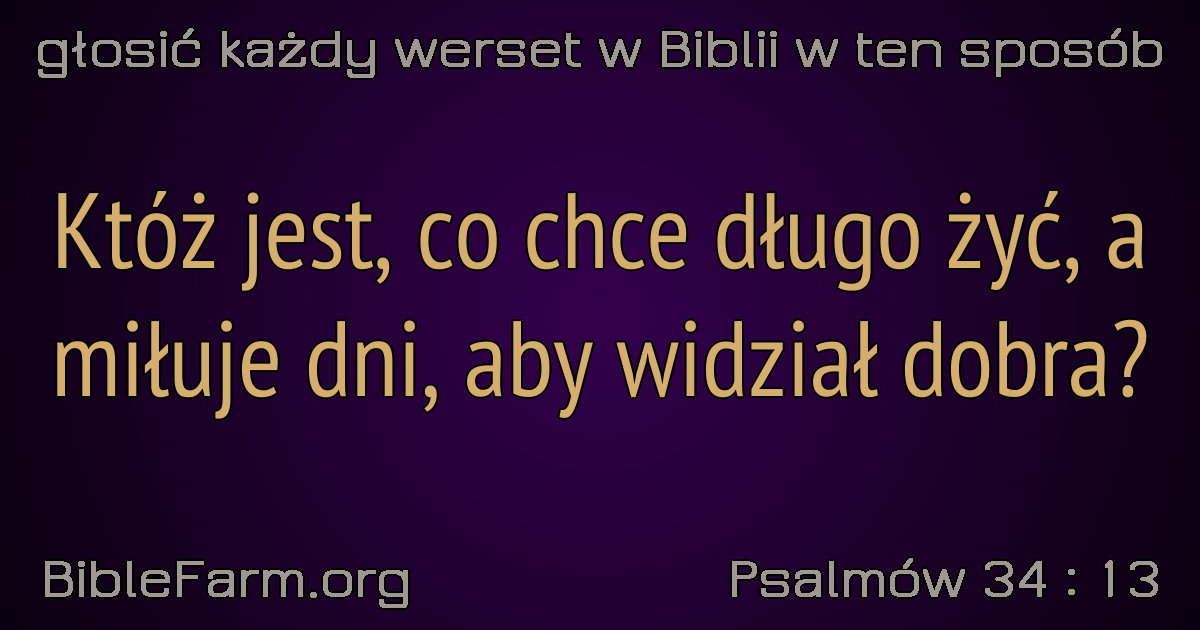 głosić każdy werset w Biblii w ten sposób
Któż jest, co chce długo żyć, a
miłuje dni, aby widział dobra?
BibleFarm.org
Psalmów 34 : 13